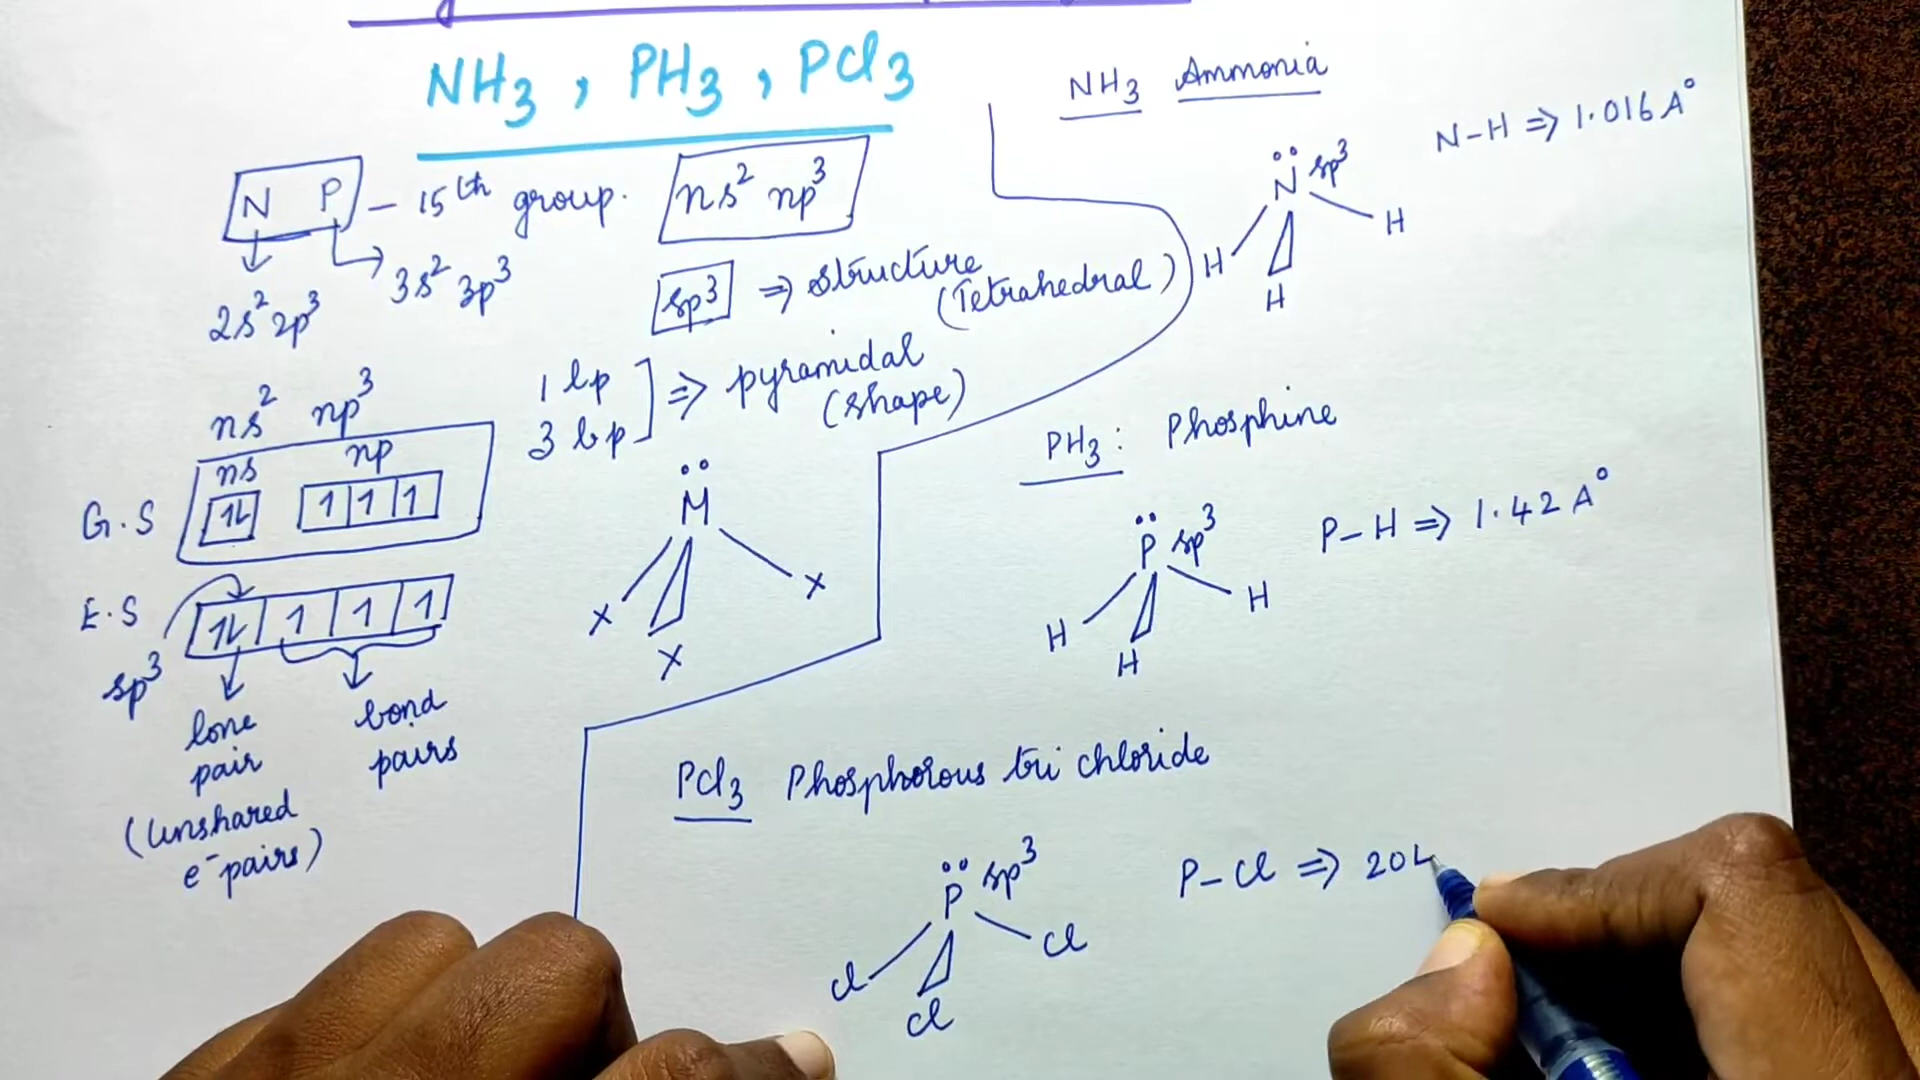 NH3 , PH3 , PCl3
N P – 15th group. ns² np³
2s² 2p³
3s² 3p³
sp³ ⇒ structure
(Tetrahedral)
1 lp
3 bp
⇒ pyramidal
(shape)
ns² np³
ns np
G.S 1L 1 1 1
E.S 1L 1 1 1
sp³
lone
pair
(unshared
e⁻pairs)
bond
pairs
M
X X
X
NH3 Ammonia
N–H ⇒ 1.016 A°
N sp³
H H
H
PH3 : Phosphine
P–H ⇒ 1.42 A°
P sp³
H H
H
PCl3 Phosphorous tri chloride
P–Cl ⇒ 204
P sp³
Cl Cl
Cl